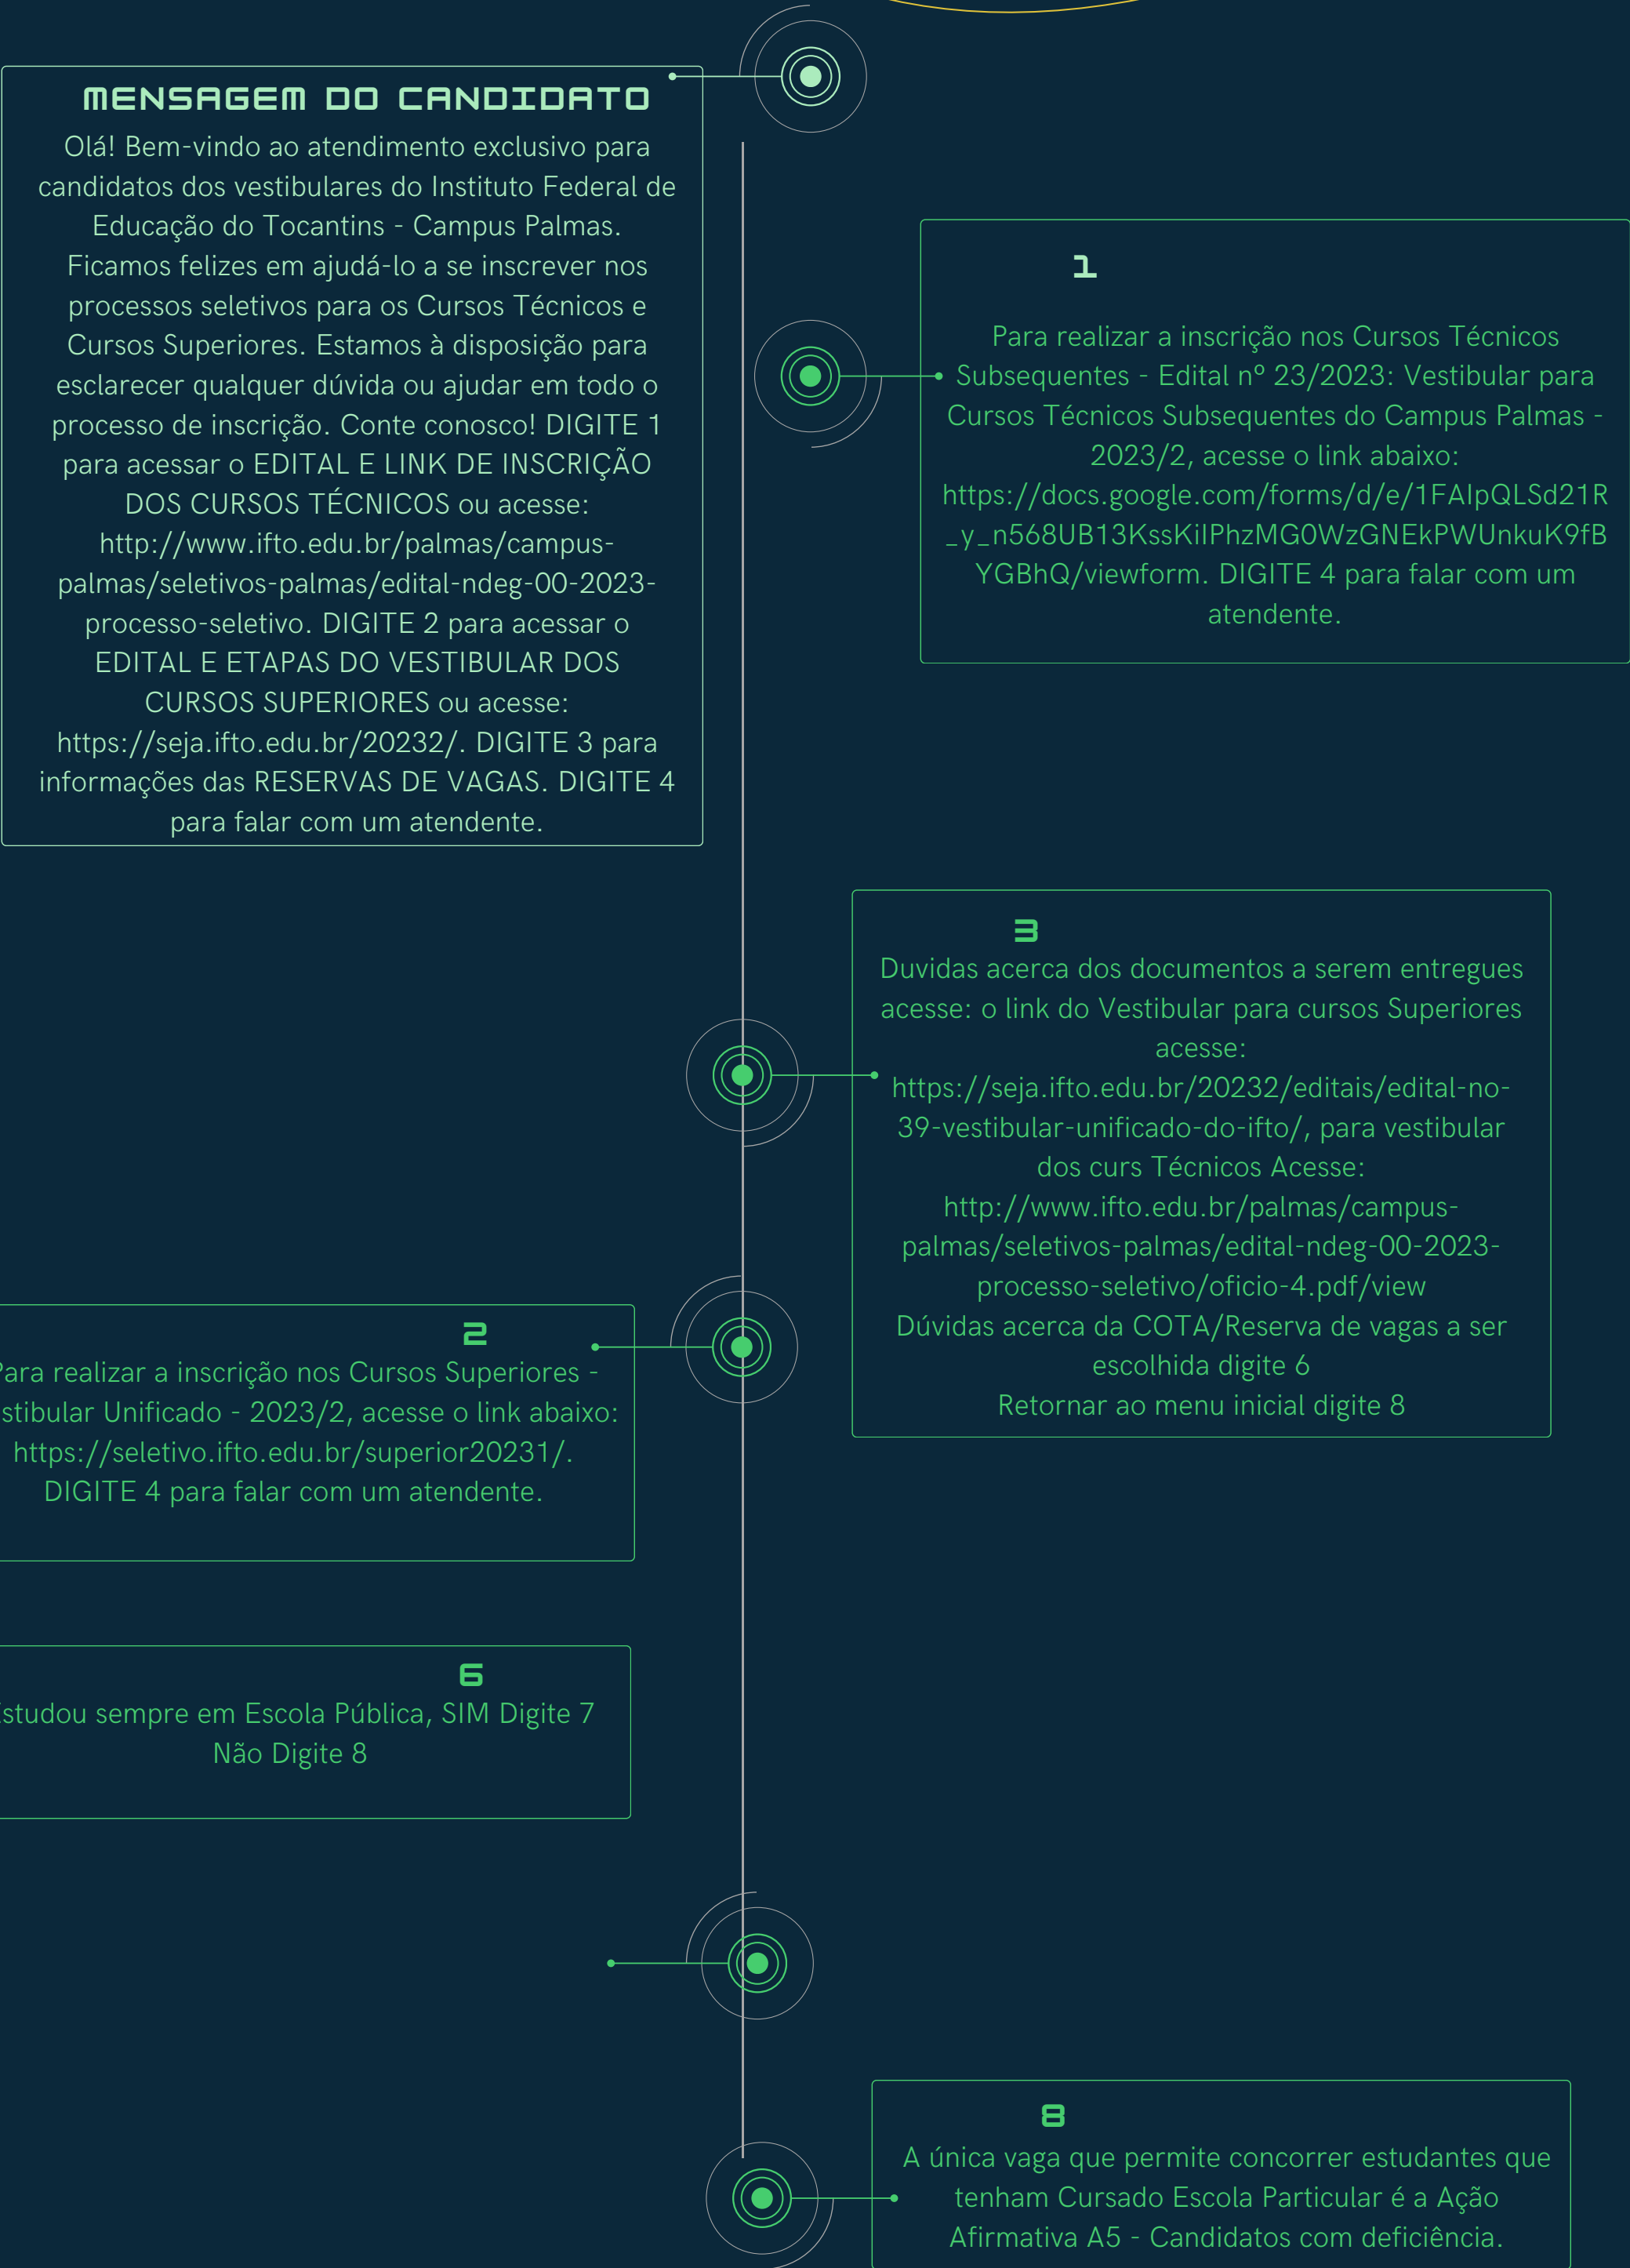 MENSAGEM DO CANDIDATO
Olá! Bem-vindo ao atendimento exclusivo para
candidatos dos vestibulares do Instituto Federal de
Educação do Tocantins - Campus Palmas.
Ficamos felizes em ajudá-lo a se inscrever nos
processos seletivos para os Cursos Técnicos e
Cursos Superiores. Estamos à disposição para
esclarecer qualquer dúvida ou ajudar em todo o
processo de inscrição. Conte conosco! DIGITE 1
para acessar o EDITAL E LINK DE INSCRIÇÃO
DOS CURSOS TÉCNICOS ou acesse:
http://www.ifto.edu.br/palmas/campus-
palmas/seletivos-palmas/edital-ndeg-00-2023-
processo-seletivo. DIGITE 2 para acessar o
EDITAL E ETAPAS DO VESTIBULAR DOS
CURSOS SUPERIORES ou acesse:
https://seja.ifto.edu.br/20232/. DIGITE 3 para
informações das RESERVAS DE VAGAS. DIGITE 4
para falar com um atendente.
1
Para realizar a inscrição nos Cursos Técnicos
Subsequentes - Edital nº 23/2023: Vestibular para
Cursos Técnicos Subsequentes do Campus Palmas -
2023/2, acesse o link abaixo:
https://docs.google.com/forms/d/e/1FAIpQLSd21R
_y_n568UB13KssKiIPhzMG0WzGNEkPWUnkuK9fB
YGBhQ/viewform. DIGITE 4 para falar com um
atendente.
3
Duvidas acerca dos documentos a serem entregues
acesse: o link do Vestibular para cursos Superiores
acesse:
https://seja.ifto.edu.br/20232/editais/edital-no-
39-vestibular-unificado-do-ifto/, para vestibular
dos curs Técnicos Acesse:
http://www.ifto.edu.br/palmas/campus-
palmas/seletivos-palmas/edital-ndeg-00-2023-
processo-seletivo/oficio-4.pdf/view
Dúvidas acerca da COTA/Reserva de vagas a ser
escolhida digite 6
Retornar ao menu inicial digite 8
2
Para realizar a inscrição nos Cursos Superiores -
stibular Unificado - 2023/2, acesse o link abaixo:
https://seletivo.ifto.edu.br/superior20231/.
DIGITE 4 para falar com um atendente.
6
studou sempre em Escola Pública, SIM Digite 7
Não Digite 8
8
A única vaga que permite concorrer estudantes que
tenham Cursado Escola Particular é a Ação
Afirmativa A5 - Candidatos com deficiência.